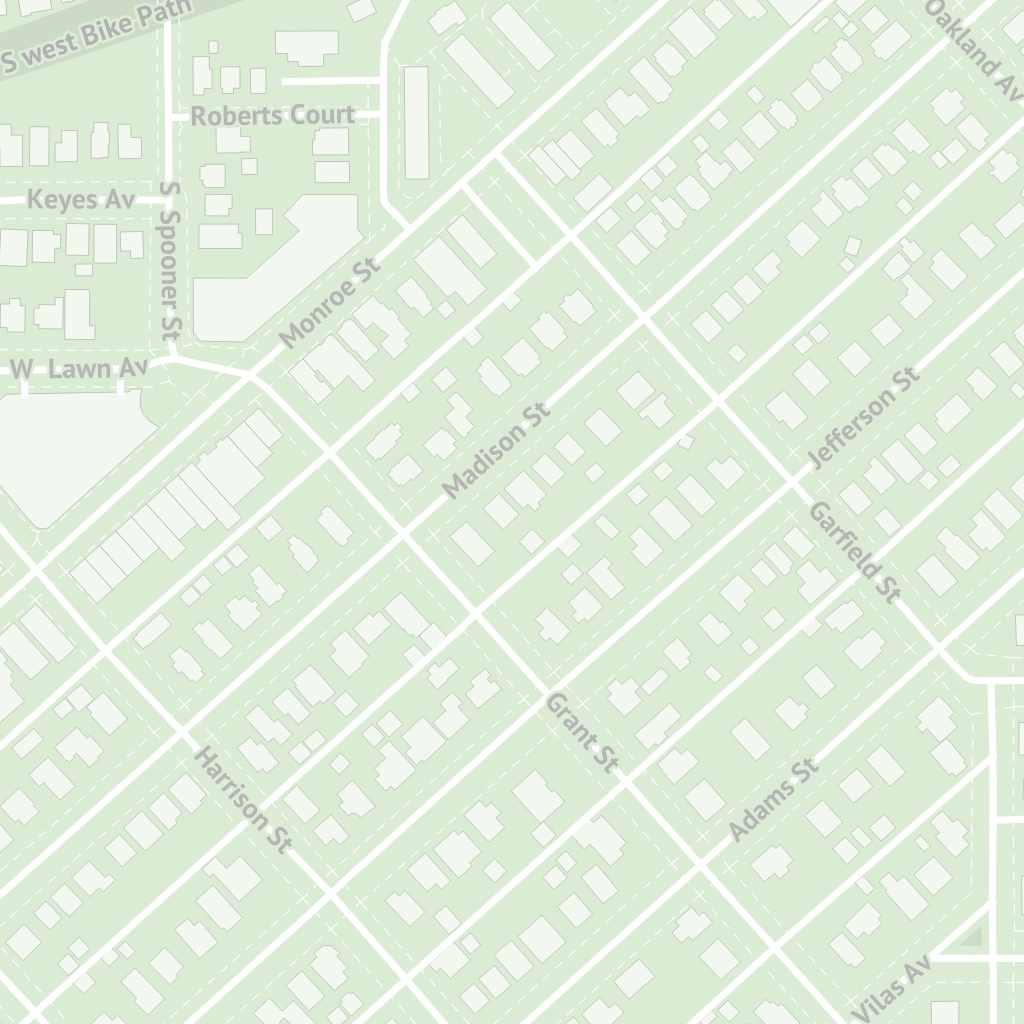 S west Bike Path
Oakland Av
Roberts Court
Keyes Av
S Spooner St
Monroe St
W Lawn Av
Madison St
Jefferson St
Garfield St
Grant St
Harrison St
Adams St
Vilas Av